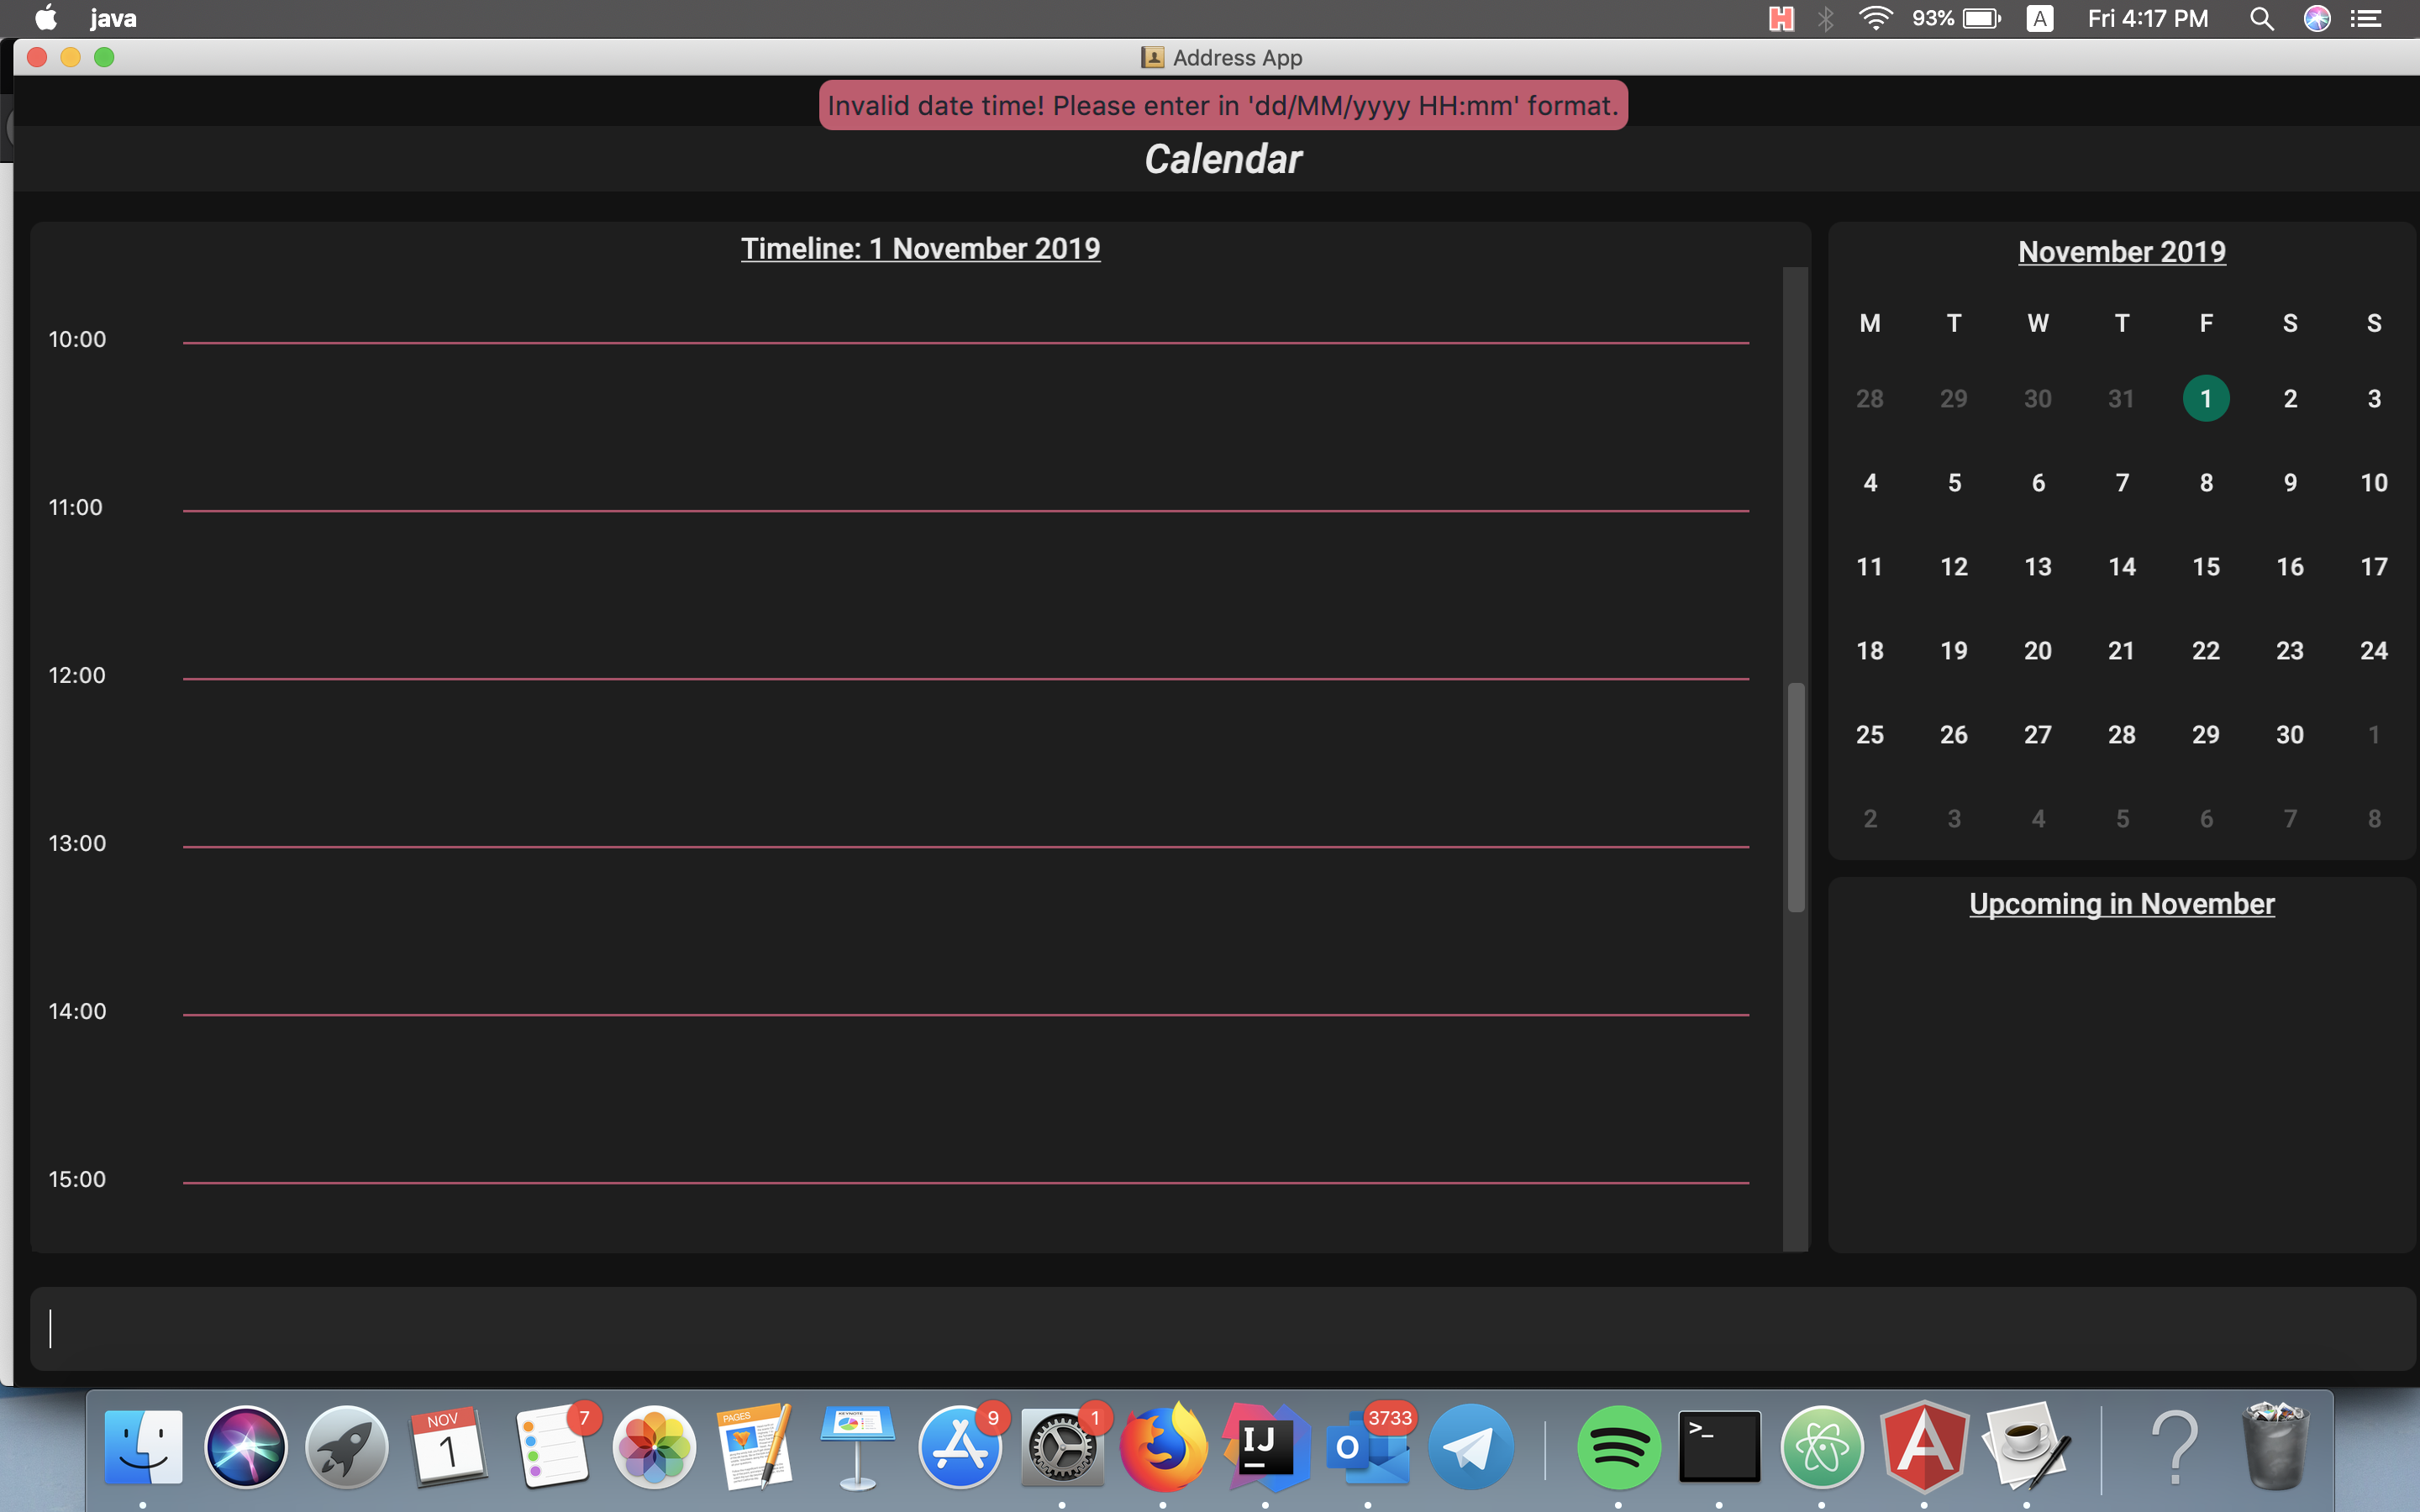 java
93%
A
Fri 4:17 PM
Address App
Invalid date time! Please enter in 'dd/MM/yyyy HH:mm' format.
Calendar
Timeline: 1 November 2019
10:00
11:00
12:00
13:00
14:00
15:00
November 2019
M T W T F S S
28 29 30 31 1 2 3
4 5 6 7 8 9 10
11 12 13 14 15 16 17
18 19 20 21 22 23 24
25 26 27 28 29 30 1
2 3 4 5 6 7 8
Upcoming in November
NOV
1
7
PAGES
KEYNOTE
9
1
IJ
O
3733
>_